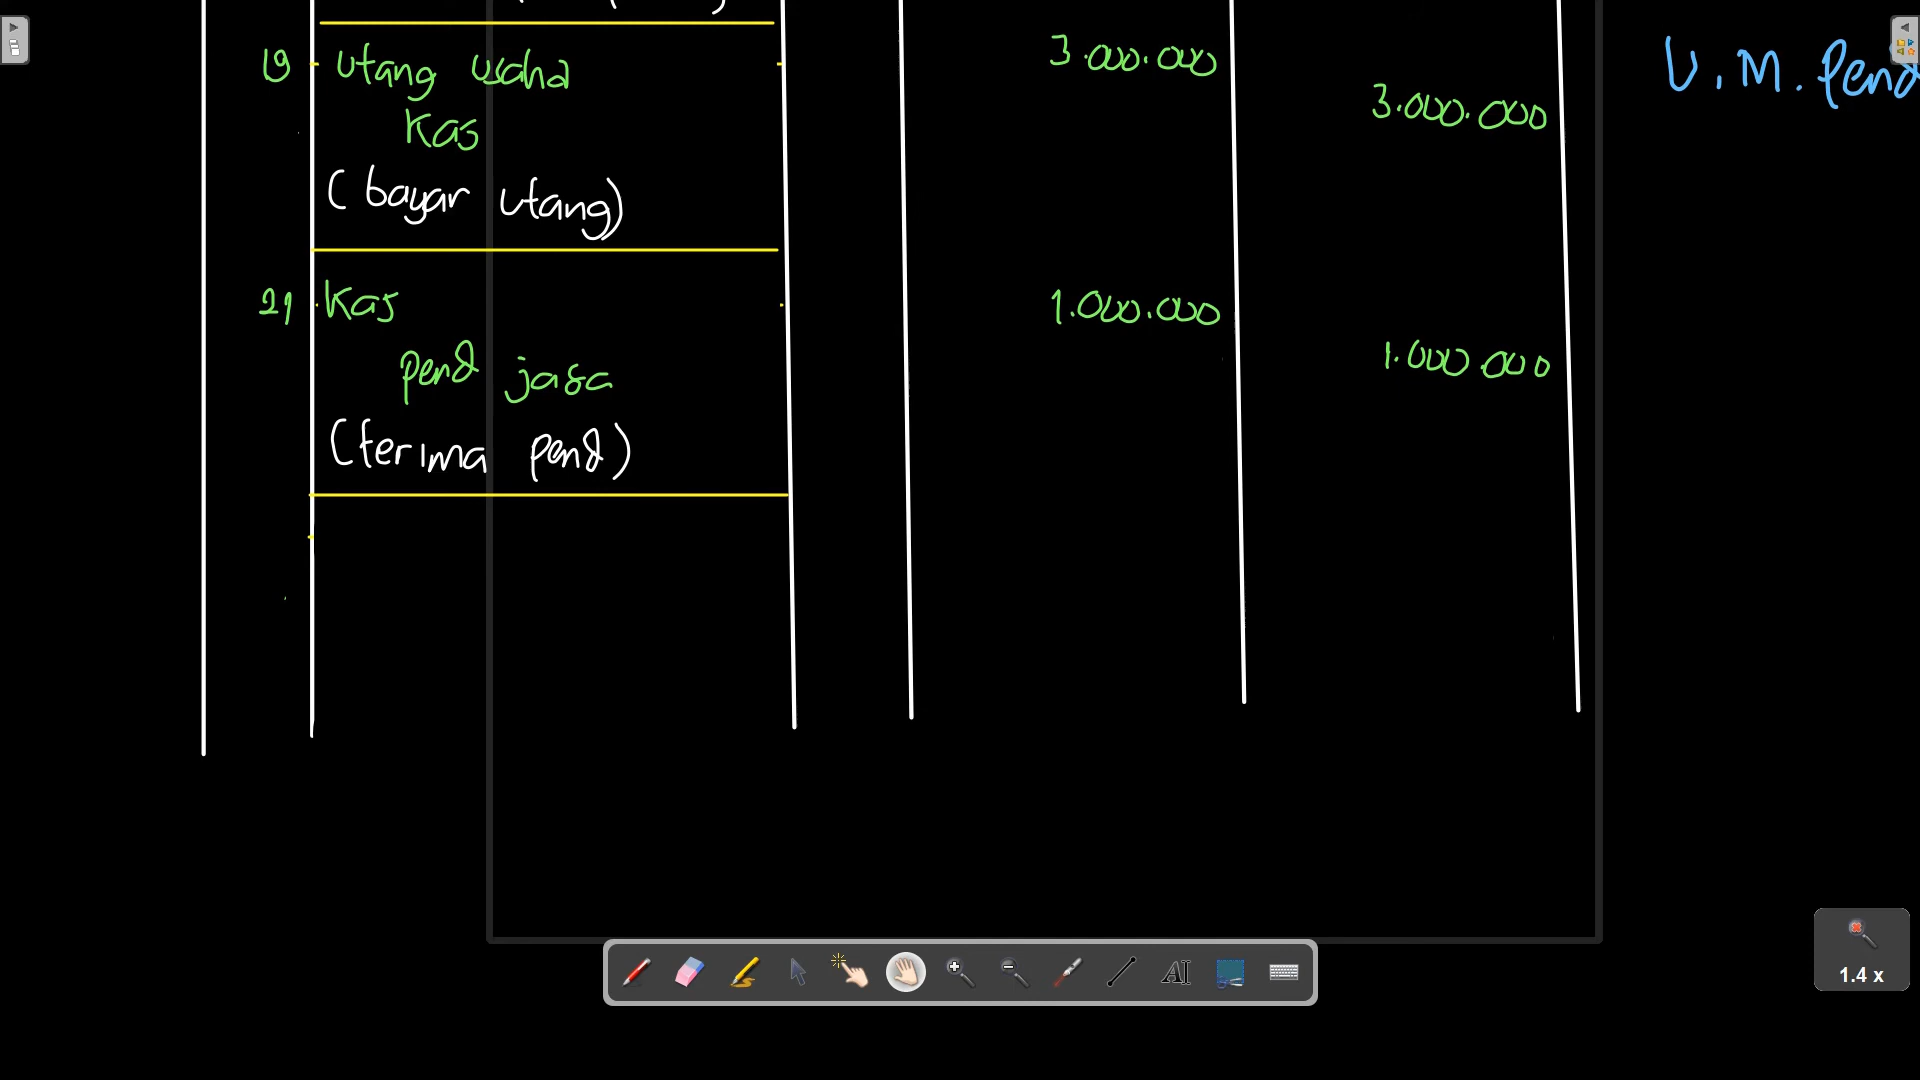 19 Utang usaha 3.000.000
Kas 3.000.000
(bayar utang)
21 Kas 1.000.000
pend jasa 1.000.000
(terima pend)
U.M. Pend
AI
1.4 x